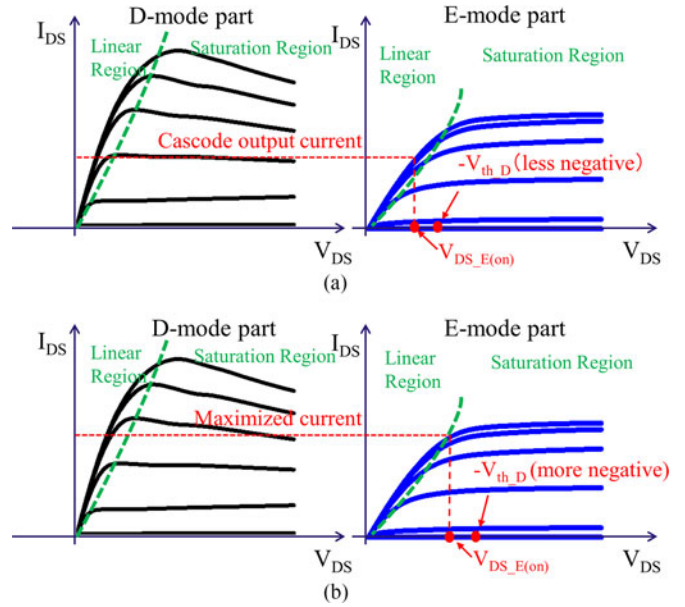 D-mode part
E-mode part
I_DS
Linear Region
Saturation Region
I_DS
Linear Region
Saturation Region
Cascode output current
-V_th_D (less negative)
V_DS
V_DS_E(on)
V_DS
(a)
D-mode part
E-mode part
I_DS
Linear Region
Saturation Region
I_DS
Linear Region
Saturation Region
Maximized current
-V_th_D (more negative)
V_DS
V_DS_E(on)
V_DS
(b)